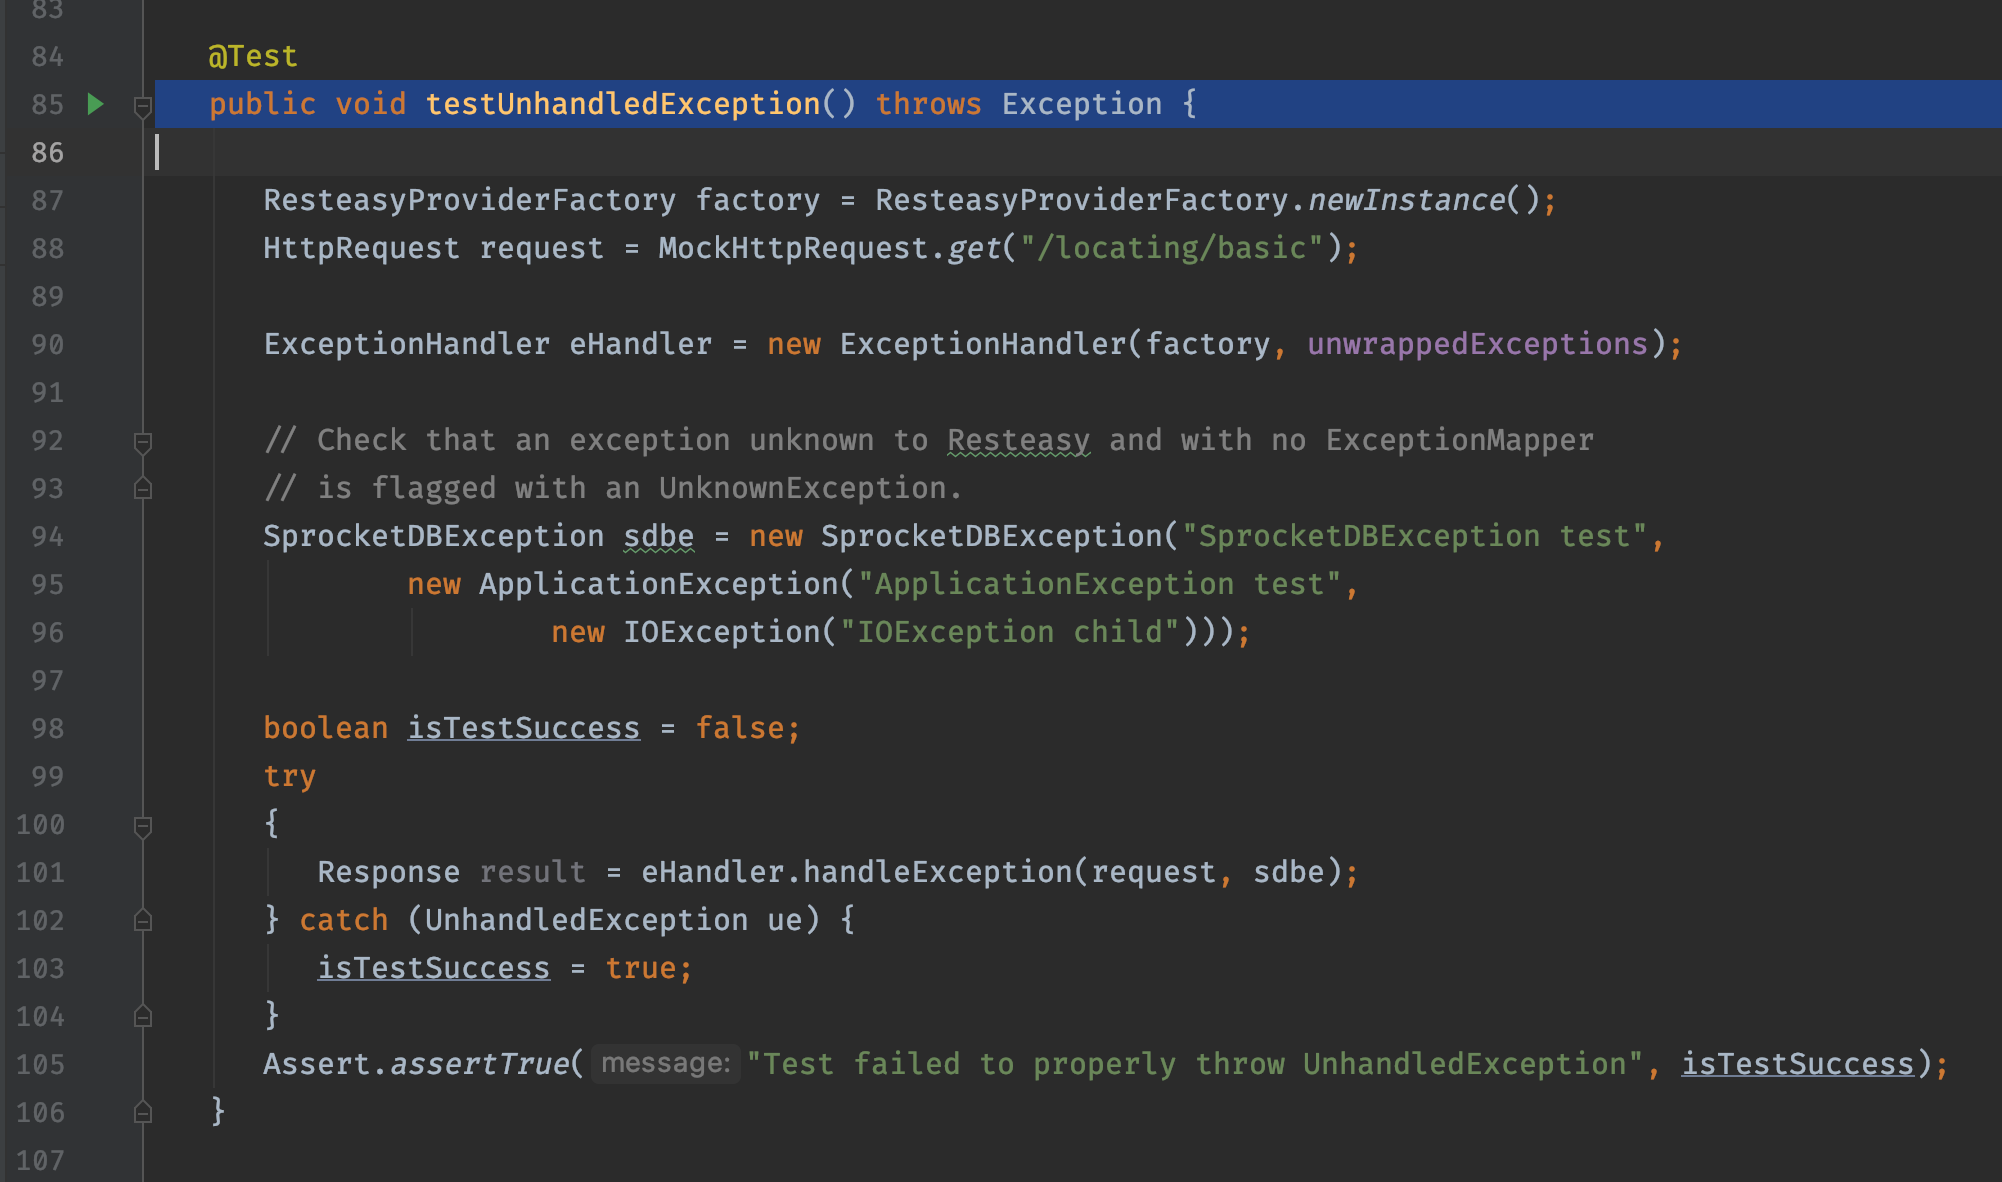 83
84 @Test
85 public void testUnhandledException() throws Exception {
86
87 ResteasyProviderFactory factory = ResteasyProviderFactory.newInstance();
88 HttpRequest request = MockHttpRequest.get("/locating/basic");
89
90 ExceptionHandler eHandler = new ExceptionHandler(factory, unwrappedExceptions);
91
92 // Check that an exception unknown to Resteasy and with no ExceptionMapper
93 // is flagged with an UnknownException.
94 SprocketDBException sdbe = new SprocketDBException("SprocketDBException test",
95 new ApplicationException("ApplicationException test",
96 new IOException("IOException child")));
97
98 boolean isTestSuccess = false;
99 try
100 {
101 Response result = eHandler.handleException(request, sdbe);
102 } catch (UnhandledException ue) {
103 isTestSuccess = true;
104 }
105 Assert.assertTrue( message: "Test failed to properly throw UnhandledException", isTestSuccess);
106 }
107